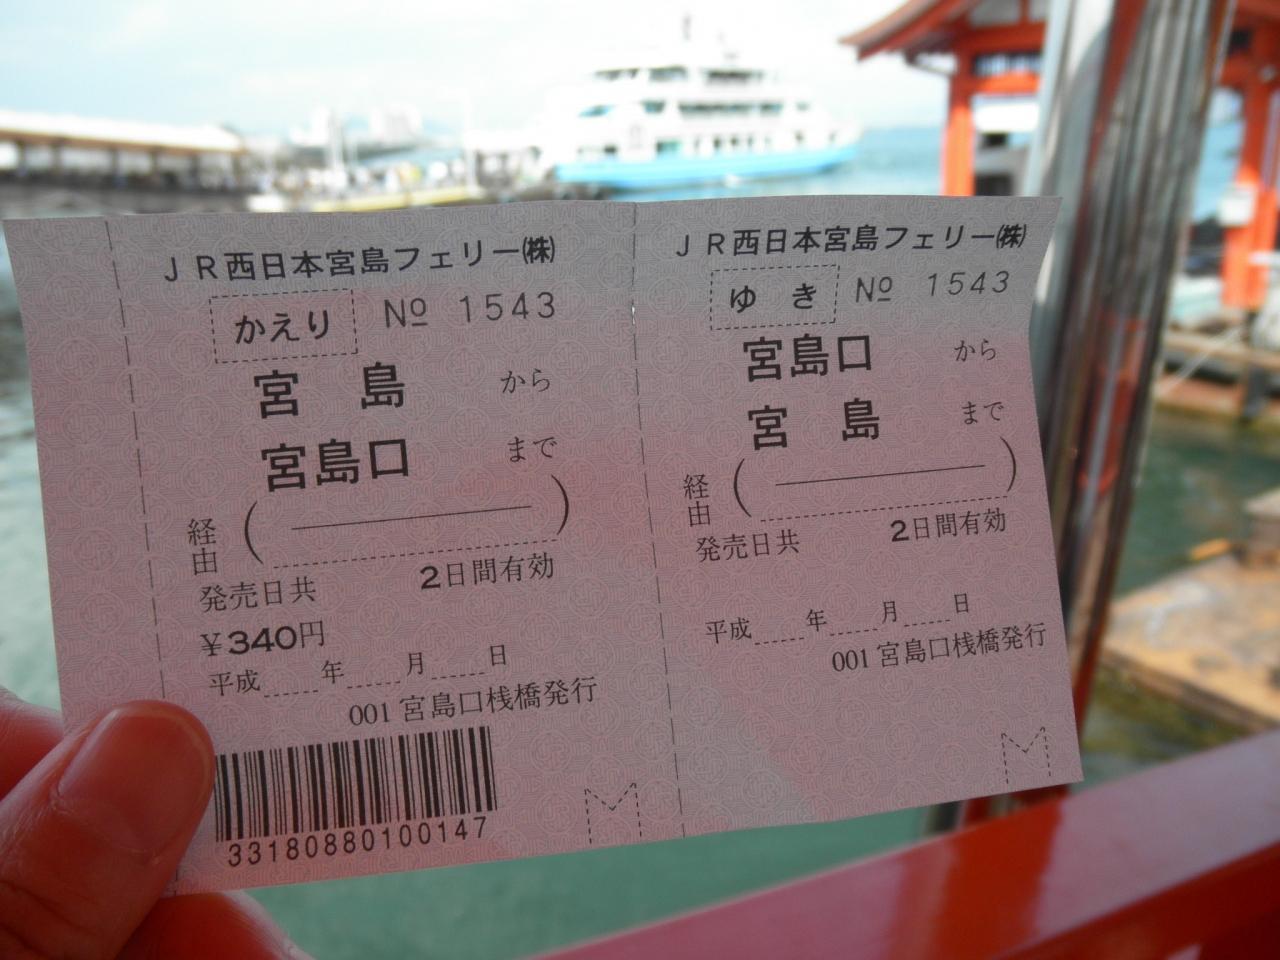 JR西日本宮島フェリー㈱
かえり № 1543
宮島 から
宮島口 まで
経由 ( )
発売日共 2日間有効
¥340円
平成 年 月 日
001 宮島口桟橋発行
33180880100147
JR西日本宮島フェリー㈱
ゆき № 1543
宮島口 から
宮島 まで
経由 ( )
発売日共 2日間有効
平成 年 月 日
001 宮島口桟橋発行